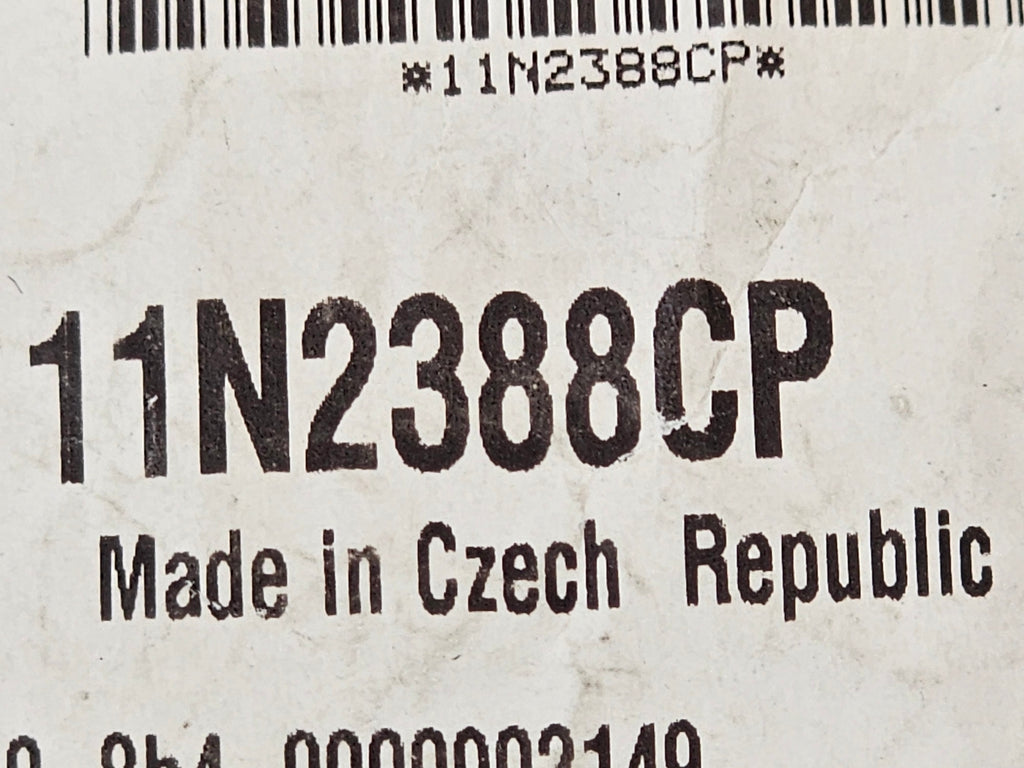 *11N2388CP*
11N2388CP
Made in Czech Republic